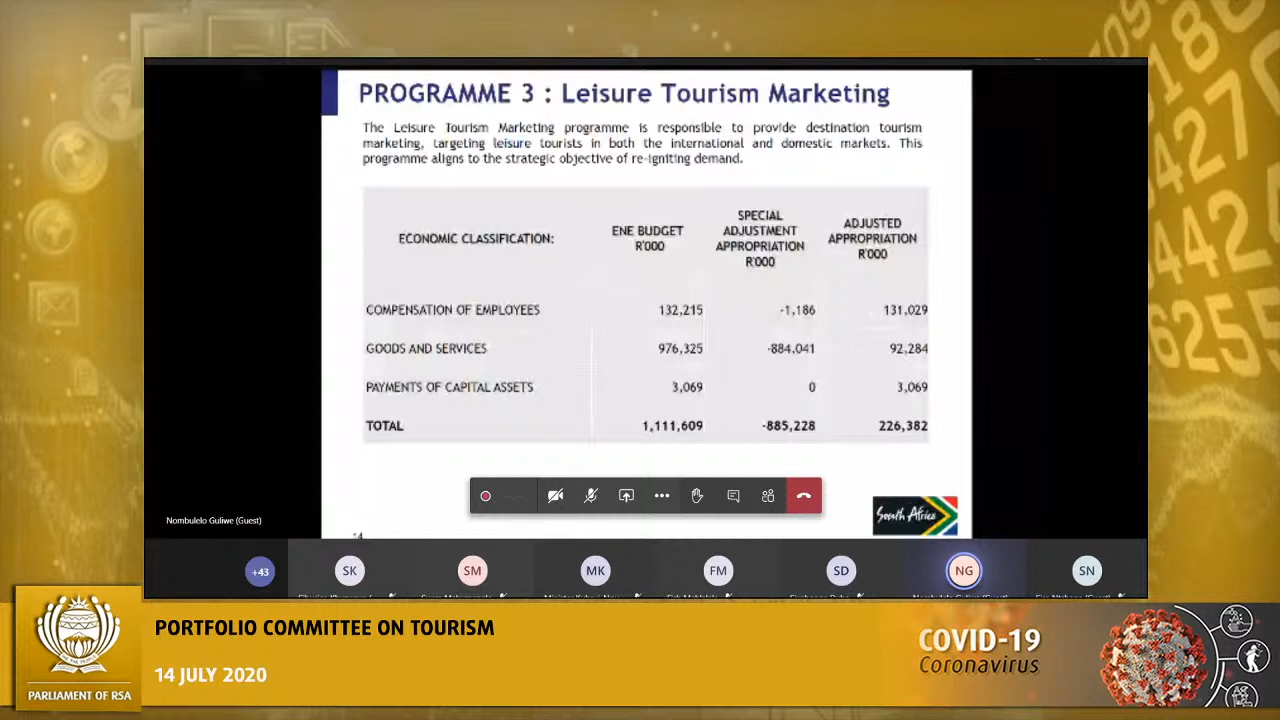 PROGRAMME 3 : Leisure Tourism Marketing
The Leisure Tourism Marketing programme is responsible to provide destination tourism
marketing, targeting leisure tourists in both the international and domestic markets. This
programme aligns to the strategic objective of re-igniting demand.
ECONOMIC CLASSIFICATION:
ENE BUDGET
R'000
SPECIAL
ADJUSTMENT
APPROPRIATION
R'000
ADJUSTED
APPROPRIATION
R'000
COMPENSATION OF EMPLOYEES 132,215 -1,186 131,029
GOODS AND SERVICES 976,325 -884,041 92,284
PAYMENTS OF CAPITAL ASSETS 3,069 0 3,069
TOTAL 1,111,609 -885,228 226,382
South Africa
Nombulelo Guliwe (Guest)
+43 SK SM MK FM SD NG SN
PORTFOLIO COMMITTEE ON TOURISM
14 JULY 2020
PARLIAMENT OF RSA
COVID-19
Coronavirus